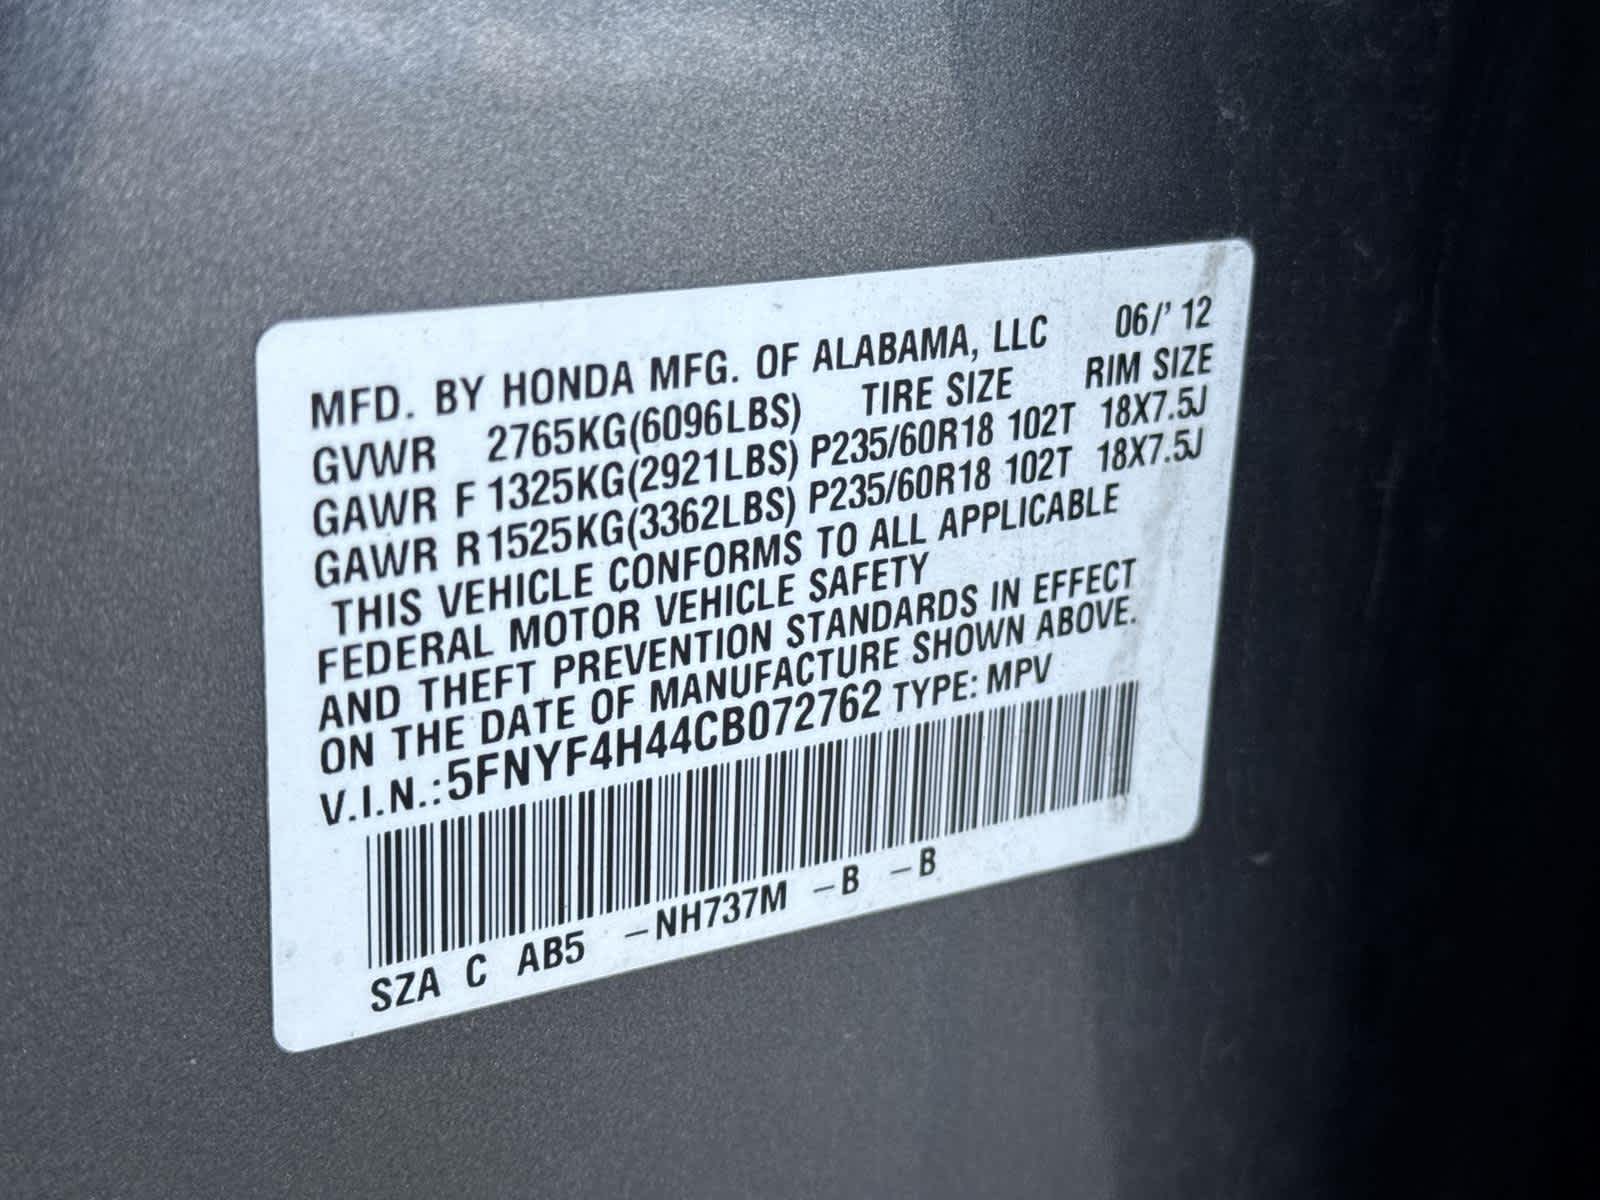 MFD. BY HONDA MFG. OF ALABAMA, LLC 06/' 12
GVWR 2765KG(6096LBS) TIRE SIZE RIM SIZE
GAWR F 1325KG(2921LBS) P235/60R18 102T 18X7.5J
GAWR R 1525KG(3362LBS) P235/60R18 102T 18X7.5J
THIS VEHICLE CONFORMS TO ALL APPLICABLE
FEDERAL MOTOR VEHICLE SAFETY
AND THEFT PREVENTION STANDARDS IN EFFECT
ON THE DATE OF MANUFACTURE SHOWN ABOVE.
V.I.N.:5FNYF4H44CB072762 TYPE: MPV
SZA C AB5 –NH737M –B –B